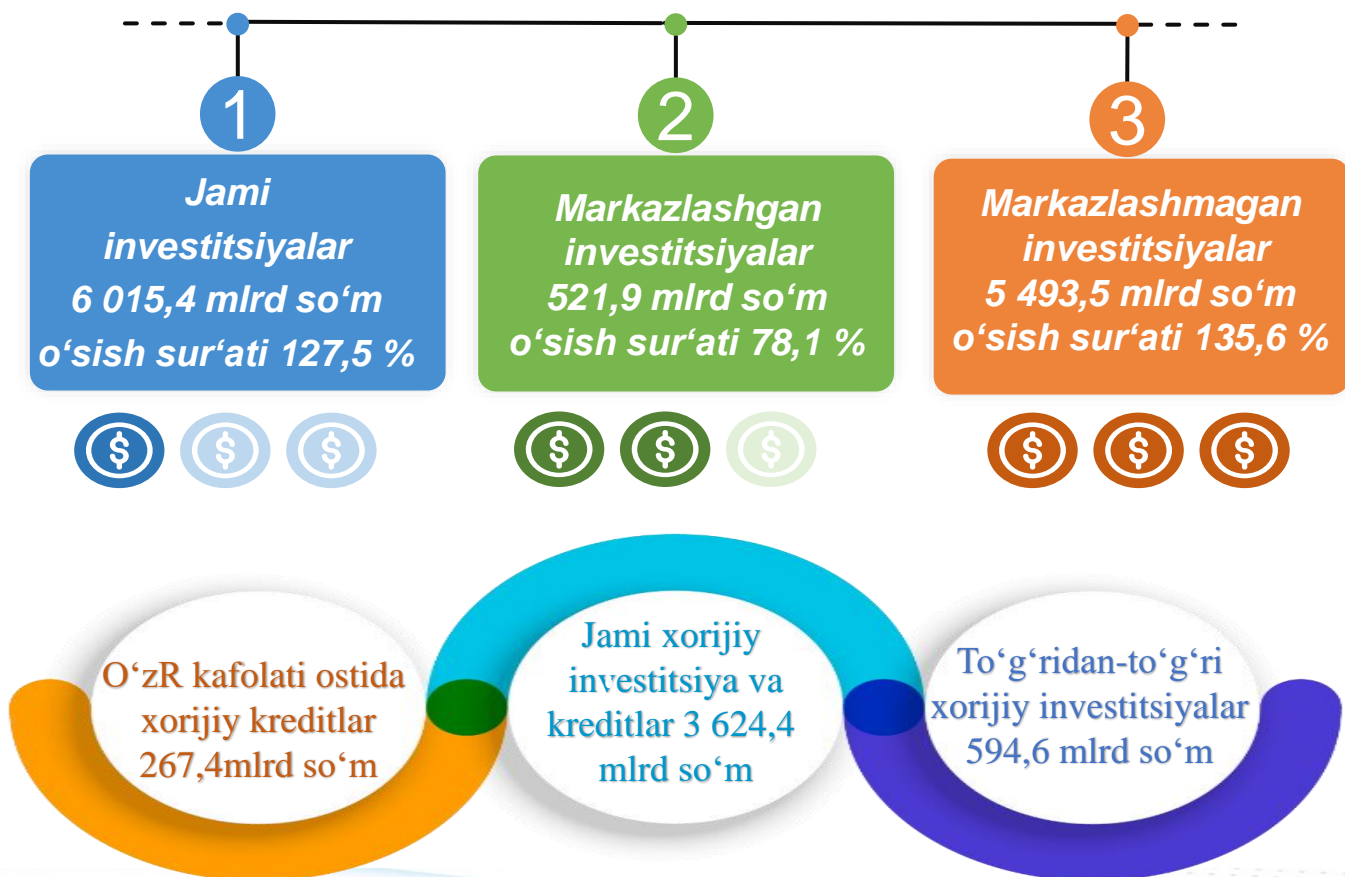 1
Jami
investitsiyalar
6 015,4 mlrd so‘m
o‘sish sur‘ati 127,5 %
2
Markazlashgan
investitsiyalar
521,9 mlrd so‘m
o‘sish sur‘ati 78,1 %
3
Markazlashmagan
investitsiyalar
5 493,5 mlrd so‘m
o‘sish sur‘ati 135,6 %
$ $ $
$ $ $
$ $ $
O‘zR kafolati ostida
xorijiy kreditlar
267,4mlrd so‘m
Jami xorijiy
investitsiya va
kreditlar 3 624,4
mlrd so‘m
To‘g‘ridan-to‘g‘ri
xorijiy investitsiyalar
594,6 mlrd so‘m